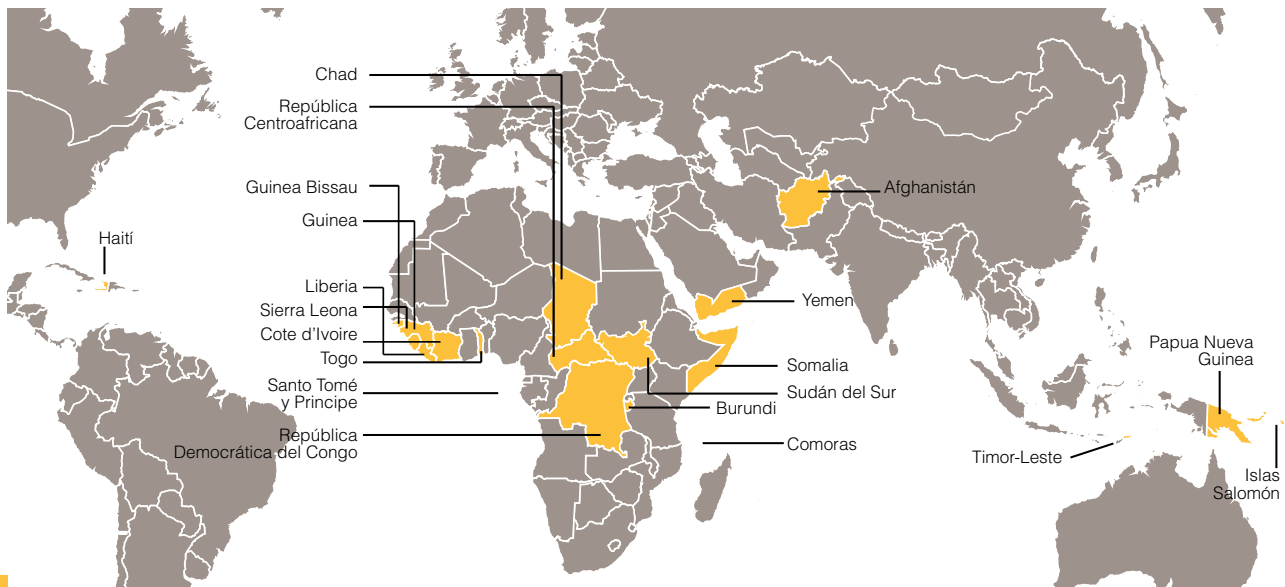 Chad
República
Centroafricana
Guinea Bissau
Guinea
Haití
Liberia
Sierra Leona
Cote d'Ivoire
Togo
Santo Tomé
y Principe
República
Democrática del Congo
Afghanistán
Yemen
Somalia
Sudán del Sur
Burundi
Comoras
Papua Nueva
Guinea
Timor-Leste
Islas
Salomón